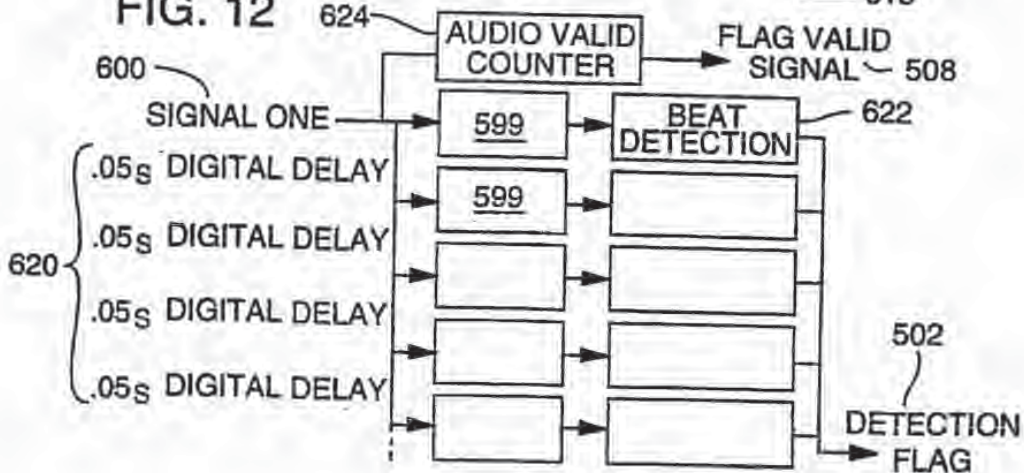 FIG. 12
624
AUDIO VALID
COUNTER
FLAG VALID
SIGNAL
508
600
SIGNAL ONE
599
BEAT
DETECTION
622
.05s DIGITAL DELAY
599
.05s DIGITAL DELAY
620
.05s DIGITAL DELAY
.05s DIGITAL DELAY
502
DETECTION
FLAG